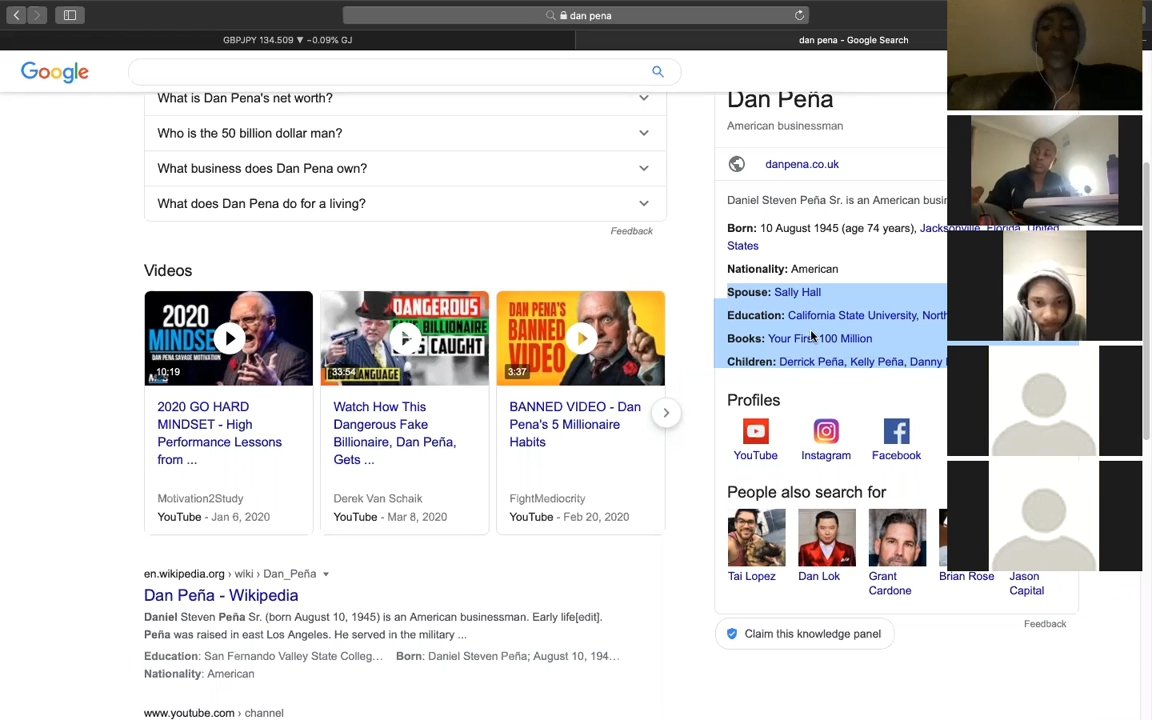 dan pena
GBPJPY 134.509 ▼ −0.09% GJ
dan pena - Google Search
Google
What is Dan Pena's net worth?
Who is the 50 billion dollar man?
What business does Dan Pena own?
What does Dan Pena do for a living?
Feedback
Videos
2020
MINDSE
DAN PENA SAVAGE MOTIVATION
10:19
2020 GO HARD
MINDSET - High
Performance Lessons
from ...
Motivation2Study
YouTube - Jan 6, 2020
DANGEROUS
BILLIONAIRE
CAUGHT
LANGUAGE
33:54
Watch How This
Dangerous Fake
Billionaire, Dan Peña,
Gets ...
Derek Van Schaik
YouTube - Mar 8, 2020
DAN PENA'S
BANNED
VIDEO
3:37
BANNED VIDEO - Dan
Pena's 5 Millionaire
Habits
FightMediocrity
YouTube - Feb 20, 2020
en.wikipedia.org › wiki › Dan_Peña
Dan Peña - Wikipedia
Daniel Steven Peña Sr. (born August 10, 1945) is an American businessman. Early life[edit].
Peña was raised in east Los Angeles. He served in the military ...
Education: San Fernando Valley State Colleg... Born: Daniel Steven Peña; August 10, 194...
Nationality: American
www.youtube.com › channel
Dan Peña
American businessman
danpena.co.uk
Daniel Steven Peña Sr. is an American
Born: 10 August 1945 (age 74 years), Jacksonville, Florida, United
States
Nationality: American
Spouse: Sally Hall
Education: California State University,
Books: Your First 100 Million
Children: Derrick Peña, Kelly Peña, Danny
Profiles
YouTube
Instagram
Facebook
People also search for
Tai Lopez
Dan Lok
Grant
Cardone
Brian Rose
Jason
Capital
Feedback
Claim this knowledge panel